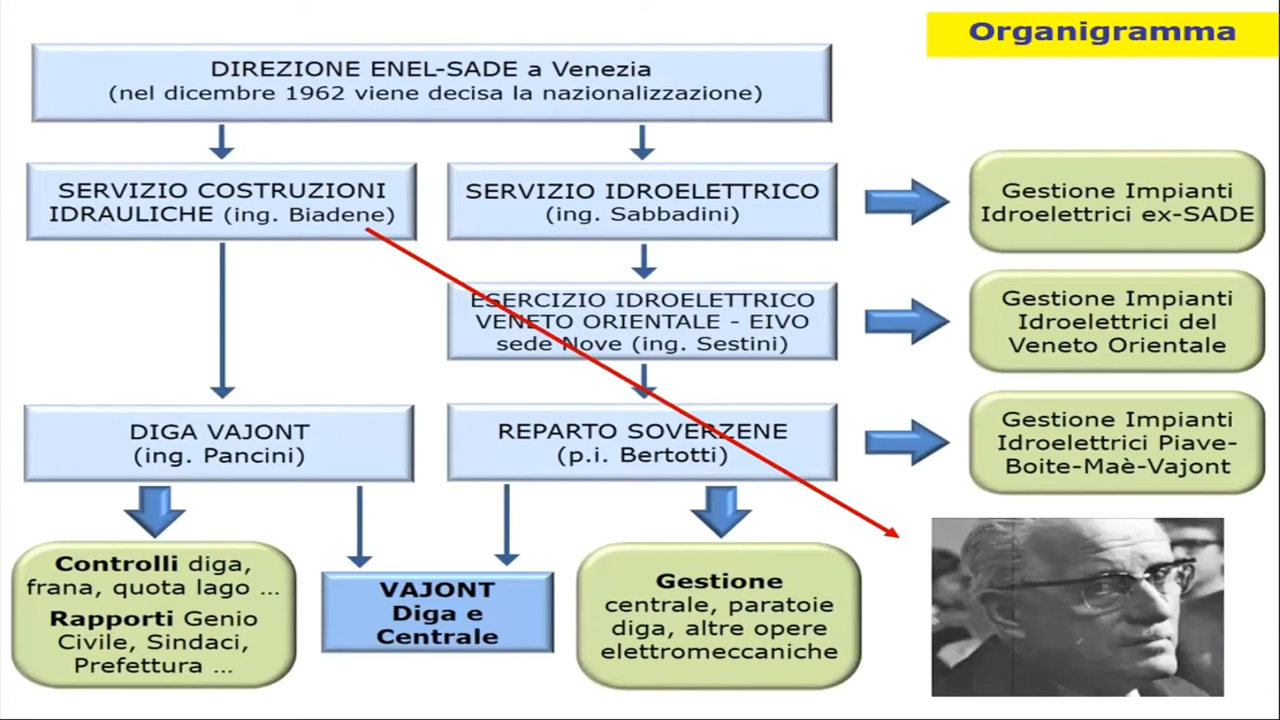 Organigramma
DIREZIONE ENEL-SADE a Venezia
(nel dicembre 1962 viene decisa la nazionalizzazione)
SERVIZIO COSTRUZIONI
IDRAULICHE (ing. Biadene)
SERVIZIO IDROELETTRICO
(ing. Sabbadini)
Gestione Impianti
Idroelettrici ex-SADE
ESERCIZIO IDROELETTRICO
VENETO ORIENTALE - EIVO
sede Nove (ing. Sestini)
Gestione Impianti
Idroelettrici del
Veneto Orientale
DIGA VAJONT
(ing. Pancini)
REPARTO SOVERZENE
(p.i. Bertotti)
Gestione Impianti
Idroelettrici Piave-
Boite-Maè-Vajont
Controlli diga,
frana, quota lago ...
Rapporti Genio
Civile, Sindaci,
Prefettura ...
VAJONT
Diga e
Centrale
Gestione
centrale, paratoie
diga, altre opere
elettromeccaniche